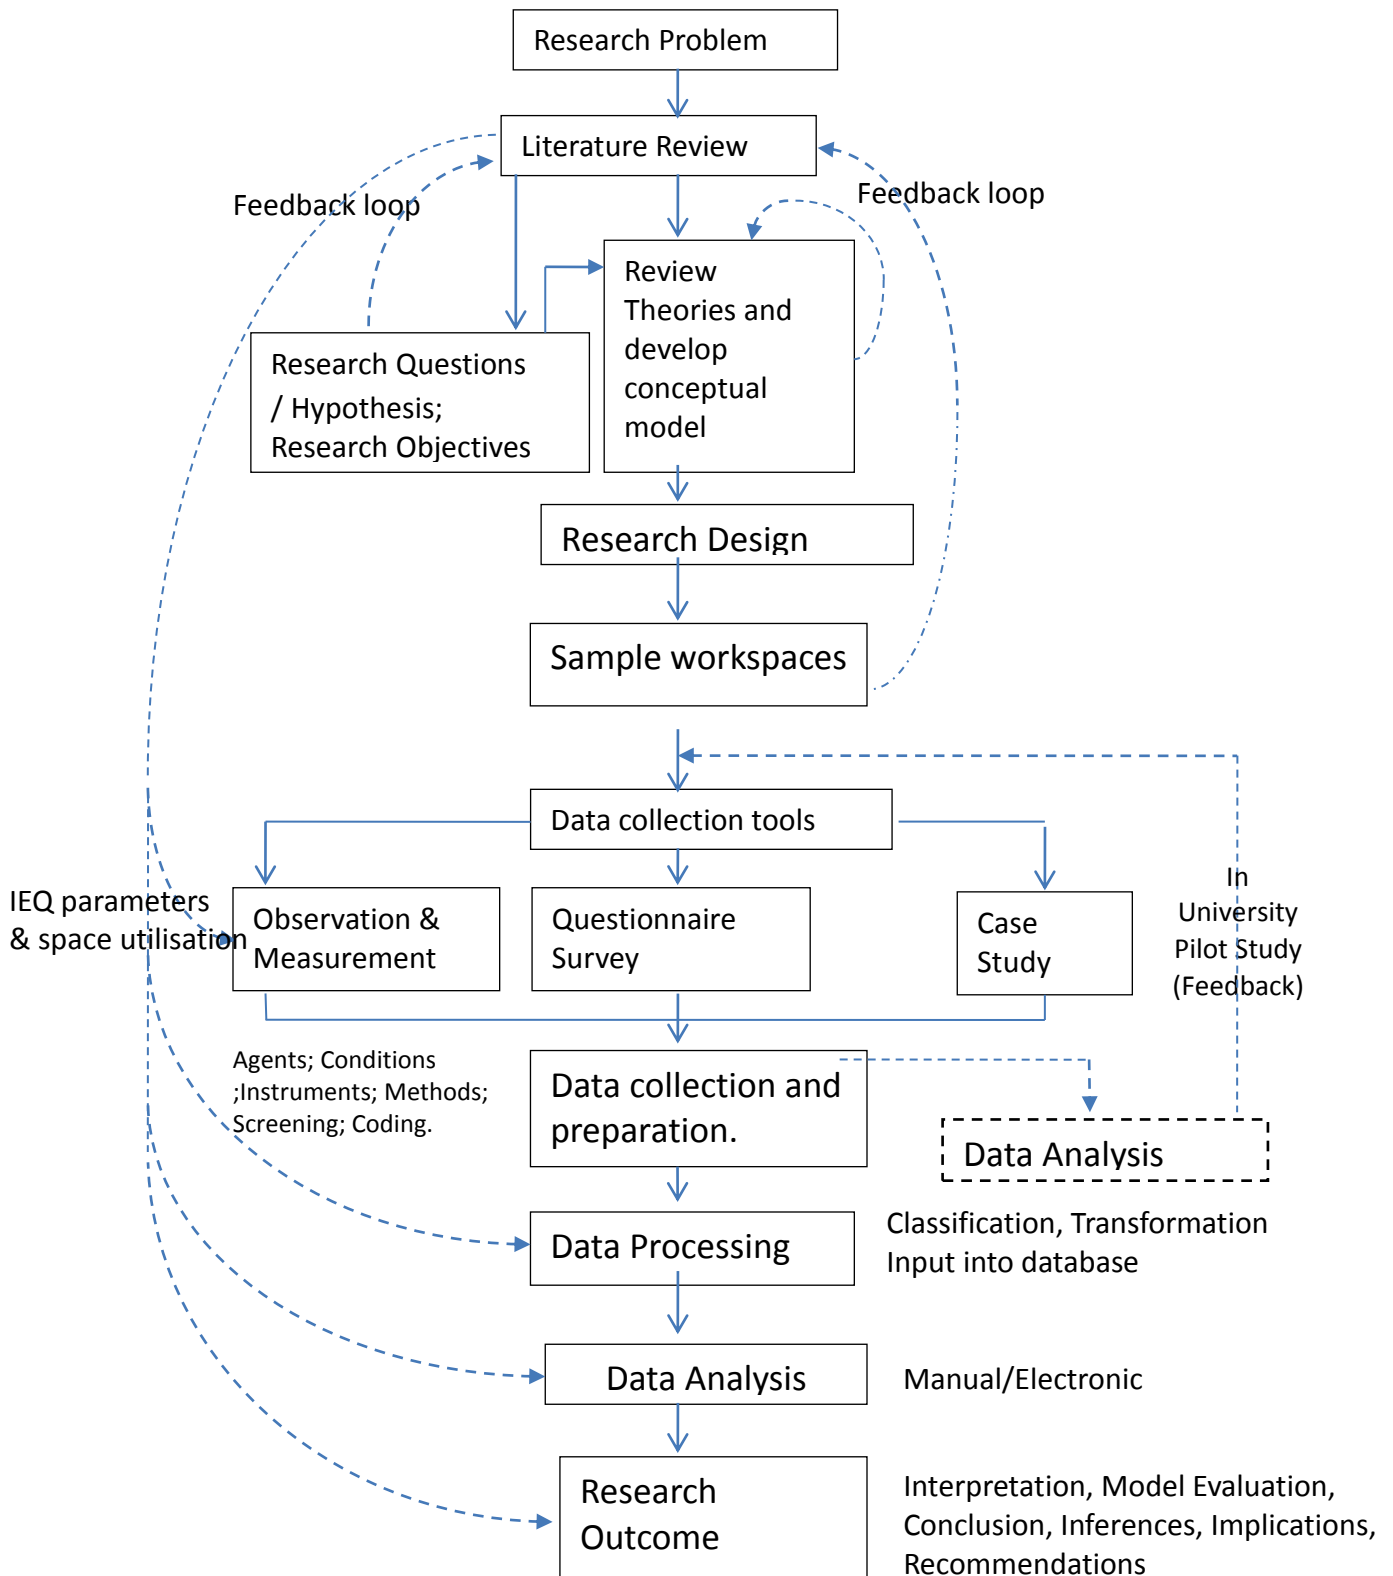 Research Problem
Literature Review
Feedback loop
Feedback loop
Review
Theories and
develop
conceptual
model
Research Questions
/ Hypothesis;
Research Objectives
Research Design
Sample workspaces
Data collection tools
IEQ parameters
& space utilisation
Observation &
Measurement
Questionnaire
Survey
Case
Study
In
University
Pilot Study
(Feedback)
Agents; Conditions
;Instruments; Methods;
Screening; Coding.
Data collection and
preparation.
Data Analysis
Data Processing
Classification, Transformation
Input into database
Data Analysis
Manual/Electronic
Research
Outcome
Interpretation, Model Evaluation,
Conclusion, Inferences, Implications,
Recommendations